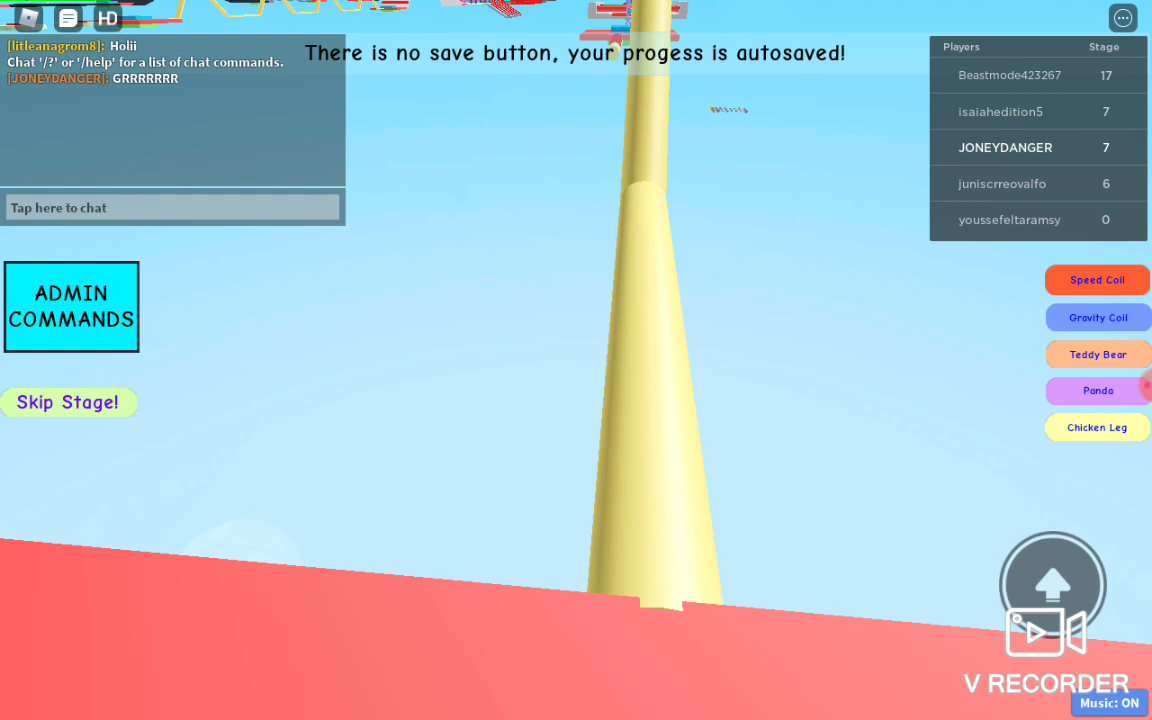 HD
[litleanagrom8]: Holii
Chat '/?' or '/help' for a list of chat commands.
[JONEYDANGER]: GRRRRRRR
Tap here to chat
There is no save button, your progess is autosaved!
Players Stage
Beastmode423267 17
isaiahedition5 7
JONEYDANGER 7
juniscrreovalfo 6
youssefeltaramsy 0
ADMIN
COMMANDS
Skip Stage!
Speed Coil
Gravity Coil
Teddy Bear
Panda
Chicken Leg
V RECORDER
Music: ON